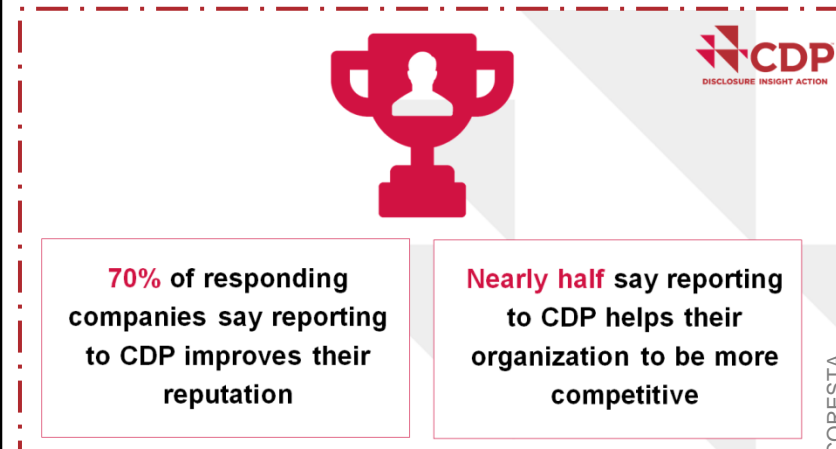 CDP
DISCLOSURE INSIGHT ACTION
70% of responding
companies say reporting
to CDP improves their
reputation
Nearly half say reporting
to CDP helps their
organization to be more
competitive